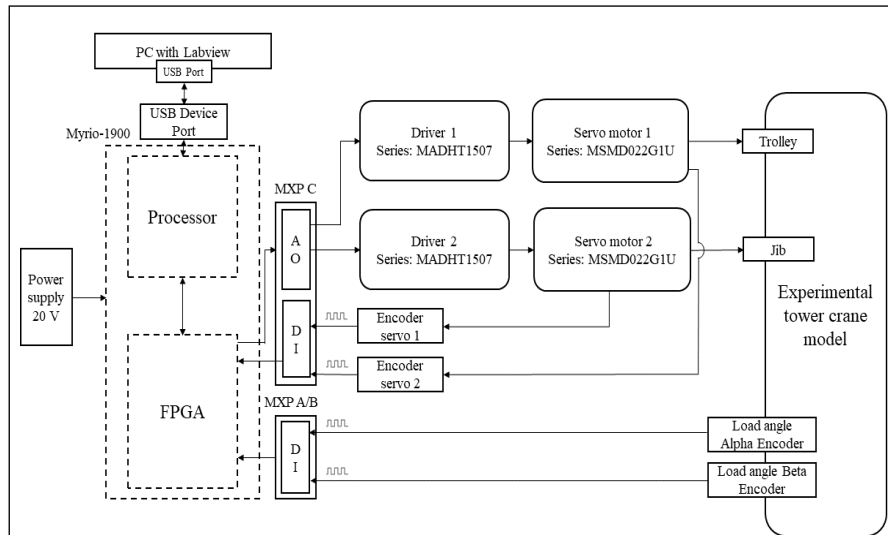 PC with Labview
USB Port
USB Device
Port
Myrio-1900
Processor
FPGA
Power
supply
20 V
MXP C
A
O
D
I
MXP A/B
D
I
Driver 1
Series: MADHT1507
Servo motor 1
Series: MSMD022G1U
Driver 2
Series: MADHT1507
Servo motor 2
Series: MSMD022G1U
Encoder
servo 1
Encoder
servo 2
Trolley
Jib
Experimental
tower crane
model
Load angle
Alpha Encoder
Load angle Beta
Encoder